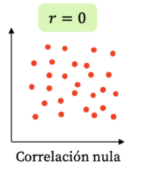 r = 0
Correlación nula